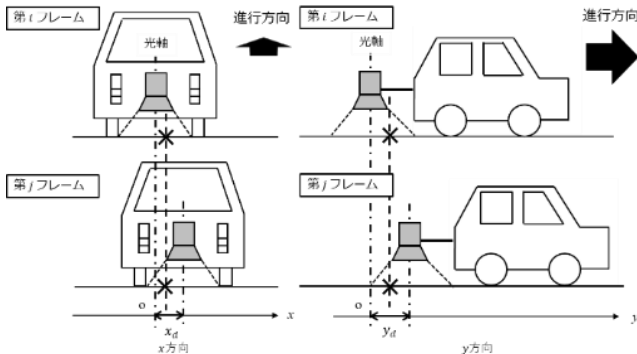 第 i フレーム
光軸
進行方向
第 i フレーム
光軸
進行方向
第 j フレーム
第 j フレーム
o
x
x_d
x方向
o
y
y_d
y方向